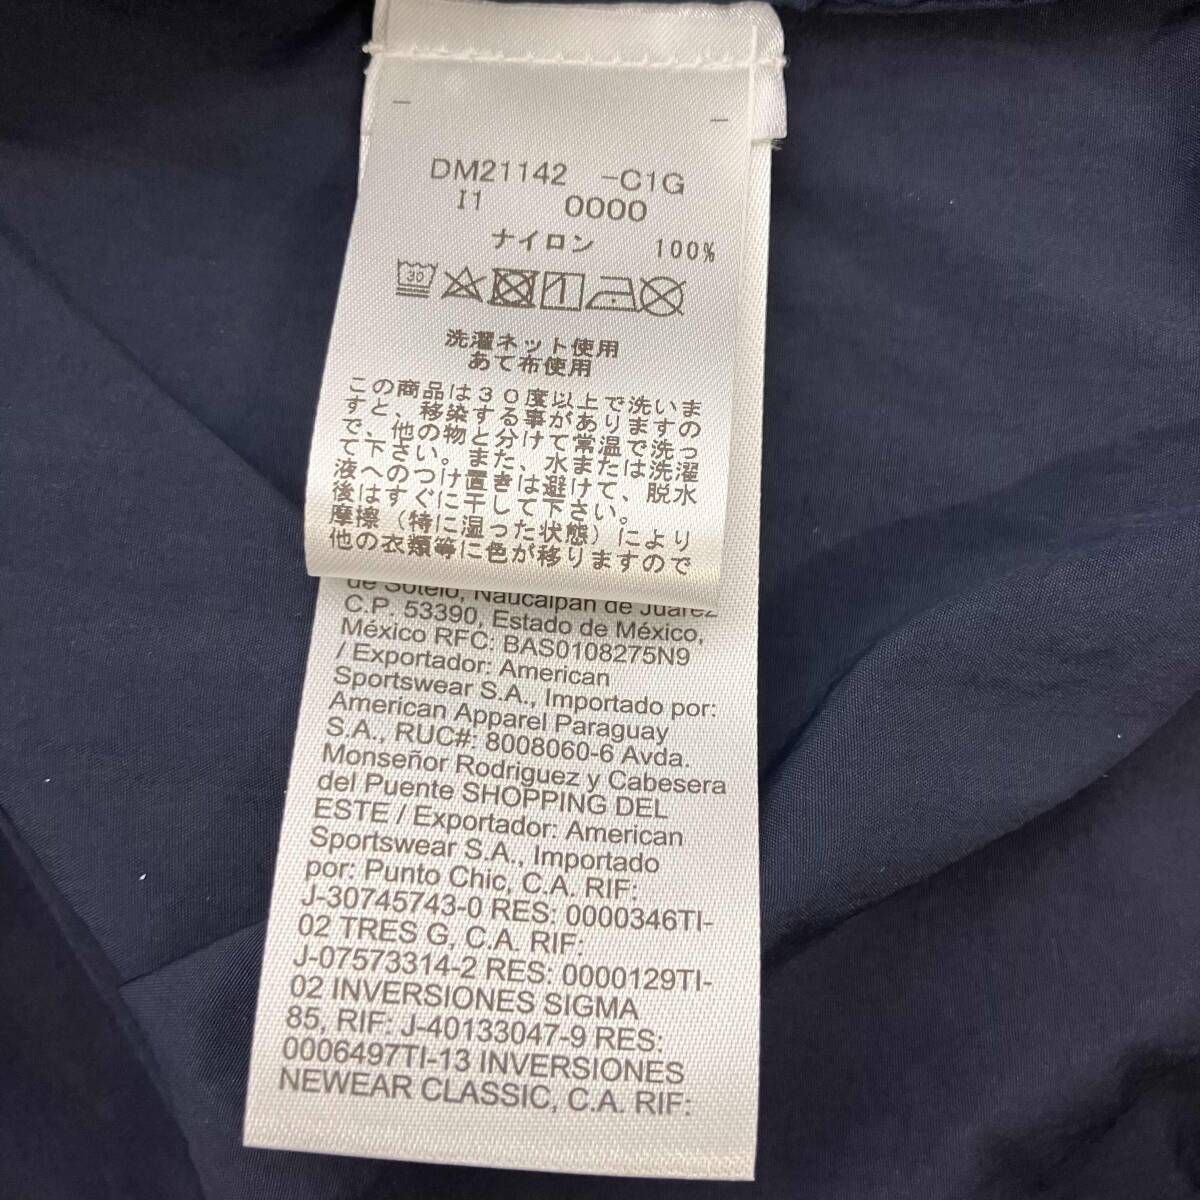 DM21142 -C1G
I1 0000
ナイロン 100%
30
洗濯ネット使用
あて布使用
この商品は30度以上で洗いま
すと、移染する事がありますの
で、他の物と分けて常温で洗っ
て下さい。また、水または洗濯
液へのつけ置きは避けて、脱水
後はすぐに干して下さい。
摩擦(特に湿った状態)により
他の衣類等に色が移りますので
de Sotelo, Naucalpan de Juárez
C.P. 53390, Estado de México,
México RFC: BAS0108275N9
/ Exportador: American
Sportswear S.A., Importado por:
American Apparel Paraguay
S.A., RUC#: 8008060-6 Avda.
Monseñor Rodriguez y Cabesera
del Puente SHOPPING DEL
ESTE / Exportador: American
Sportswear S.A., Importado
por: Punto Chic, C.A. RIF:
J-30745743-0 RES: 0000346TI-
02 TRES G, C.A. RIF:
J-07573314-2 RES: 0000129TI-
02 INVERSIONES SIGMA
85, RIF: J-40133047-9 RES:
0006497TI-13 INVERSIONES
NEWEAR CLASSIC, C.A. RIF: